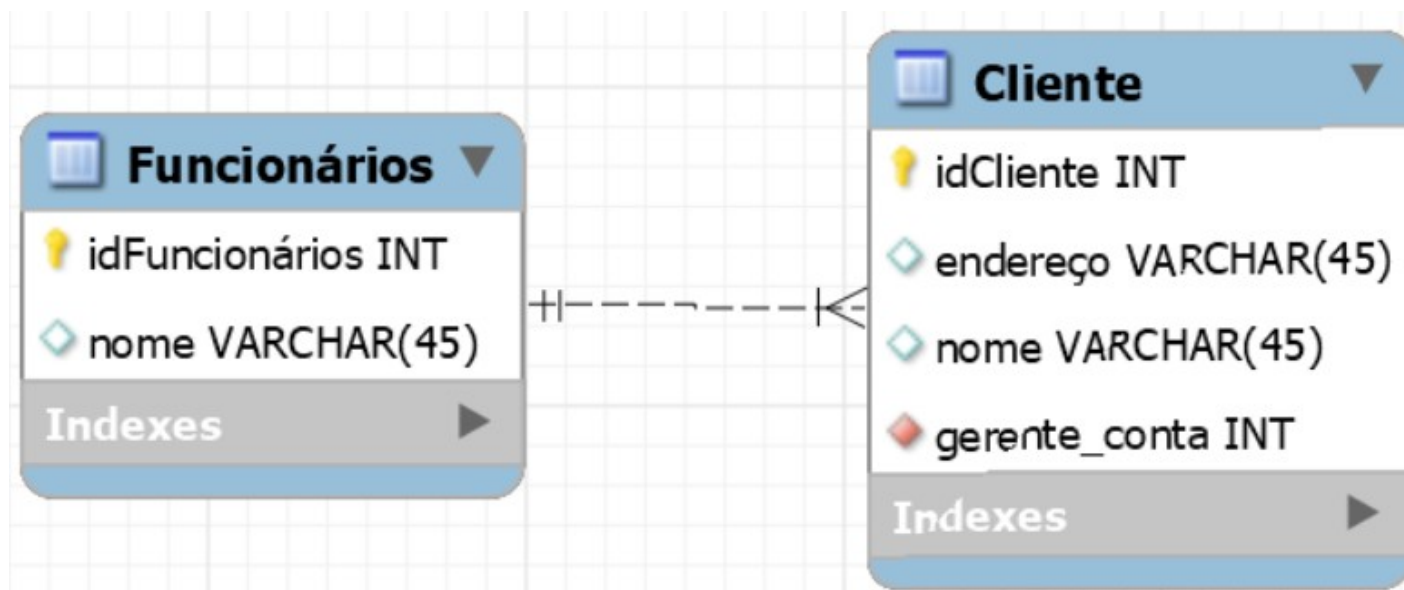 Funcionários
idFuncionários INT
nome VARCHAR(45)
Indexes
Cliente
idCliente INT
endereço VARCHAR(45)
nome VARCHAR(45)
gerente_conta INT
Indexes